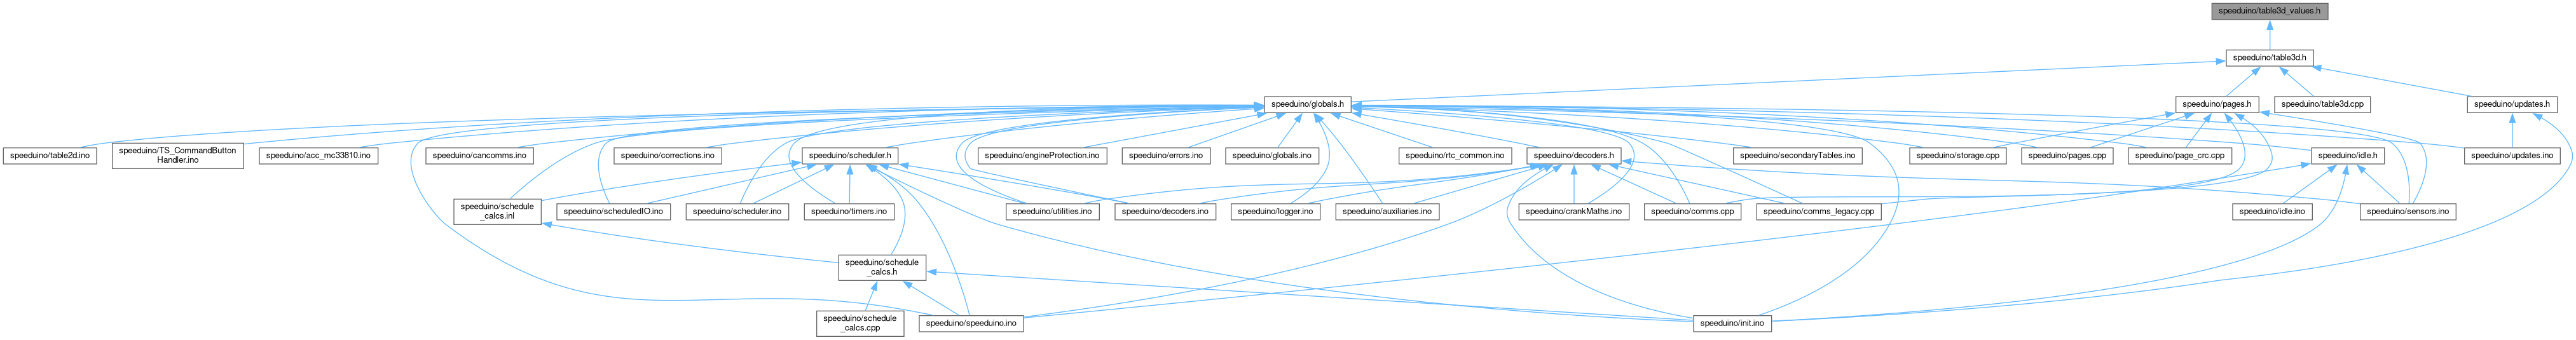 speeduino/table3d_values.h
speeduino/table3d.h
speeduino/globals.h
speeduino/pages.h
speeduino/table3d.cpp
speeduino/updates.h
speeduino/table2d.ino
speeduino/TS_CommandButton
Handler.ino
speeduino/acc_mc33810.ino
speeduino/cancomms.ino
speeduino/corrections.ino
speeduino/scheduler.h
speeduino/engineProtection.ino
speeduino/errors.ino
speeduino/globals.ino
speeduino/rtc_common.ino
speeduino/decoders.h
speeduino/secondaryTables.ino
speeduino/storage.cpp
speeduino/pages.cpp
speeduino/page_crc.cpp
speeduino/idle.h
speeduino/updates.ino
speeduino/schedule
_calcs.inl
speeduino/scheduledIO.ino
speeduino/scheduler.ino
speeduino/timers.ino
speeduino/utilities.ino
speeduino/decoders.ino
speeduino/logger.ino
speeduino/auxiliaries.ino
speeduino/crankMaths.ino
speeduino/comms.cpp
speeduino/comms_legacy.cpp
speeduino/idle.ino
speeduino/sensors.ino
speeduino/schedule
_calcs.h
speeduino/schedule
_calcs.cpp
speeduino/speeduino.ino
speeduino/init.ino